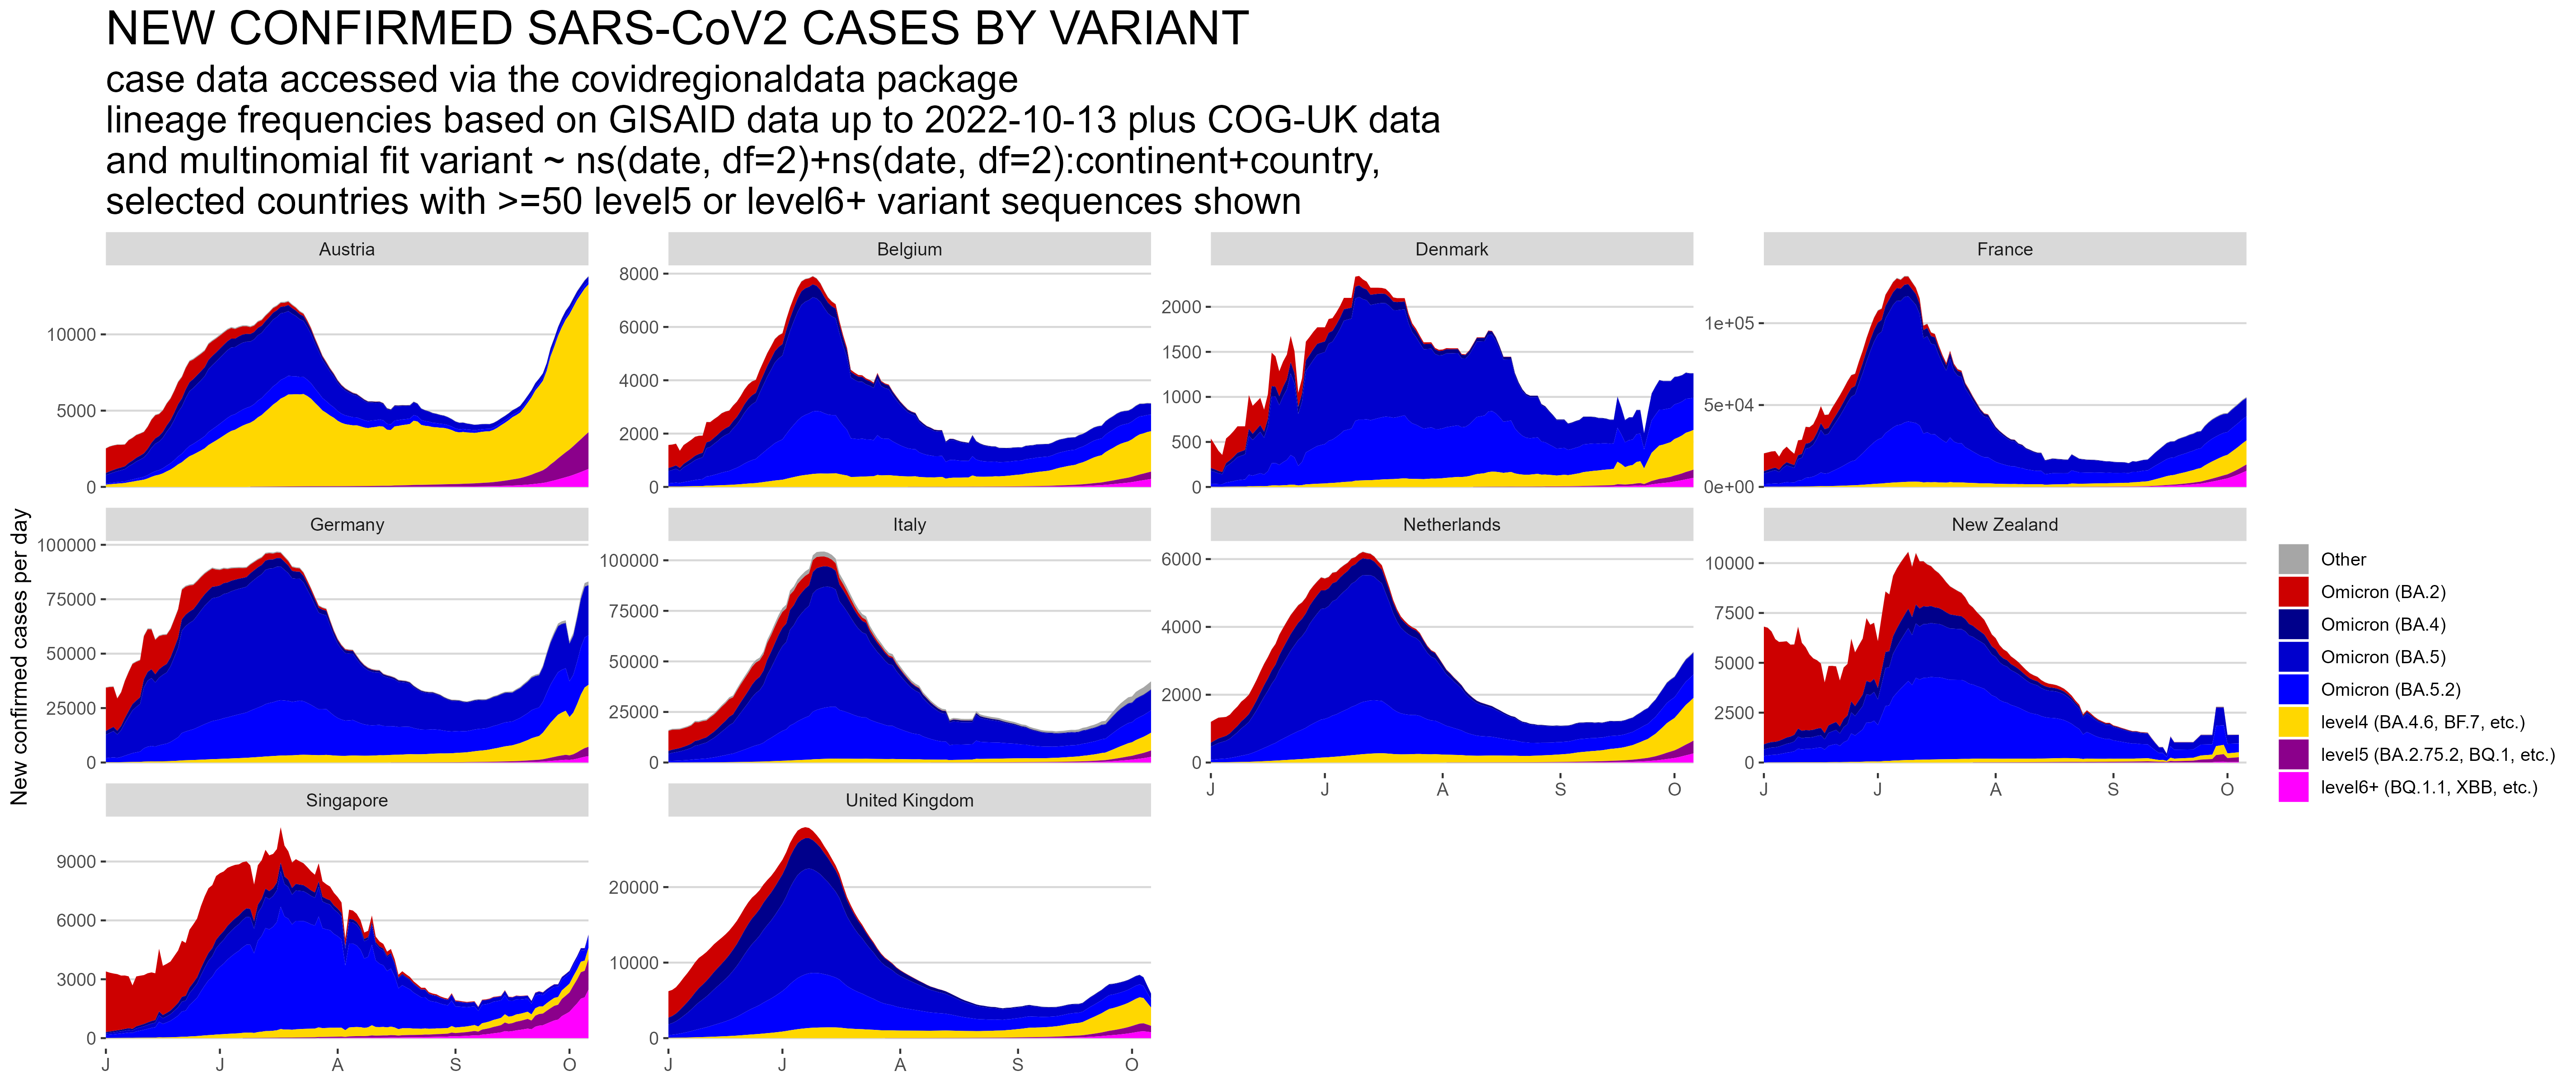 NEW CONFIRMED SARS-CoV2 CASES BY VARIANT
case data accessed via the covidregionaldata package
lineage frequencies based on GISAID data up to 2022-10-13 plus COG-UK data
and multinomial fit variant ~ ns(date, df=2)+ns(date, df=2):continent+country,
selected countries with >=50 level5 or level6+ variant sequences shown
New confirmed cases per day
Austria
10000
5000
0
Belgium
8000
6000
4000
2000
0
Denmark
2000
1500
1000
500
0
France
1e+05
5e+04
0e+00
Germany
100000
75000
50000
25000
0
Italy
100000
75000
50000
25000
0
Netherlands
6000
4000
2000
0
J J A S O
New Zealand
10000
7500
5000
2500
0
J J A S O
Singapore
9000
6000
3000
0
J J A S O
United Kingdom
20000
10000
0
J J A S O
Other
Omicron (BA.2)
Omicron (BA.4)
Omicron (BA.5)
Omicron (BA.5.2)
level4 (BA.4.6, BF.7, etc.)
level5 (BA.2.75.2, BQ.1, etc.)
level6+ (BQ.1.1, XBB, etc.)